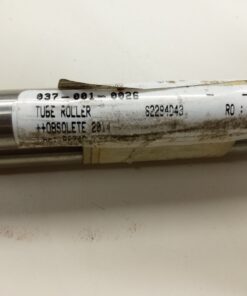 037-001-0026
TUBE ROLLER S2294D43 RO :
++OBSOLETE 2014